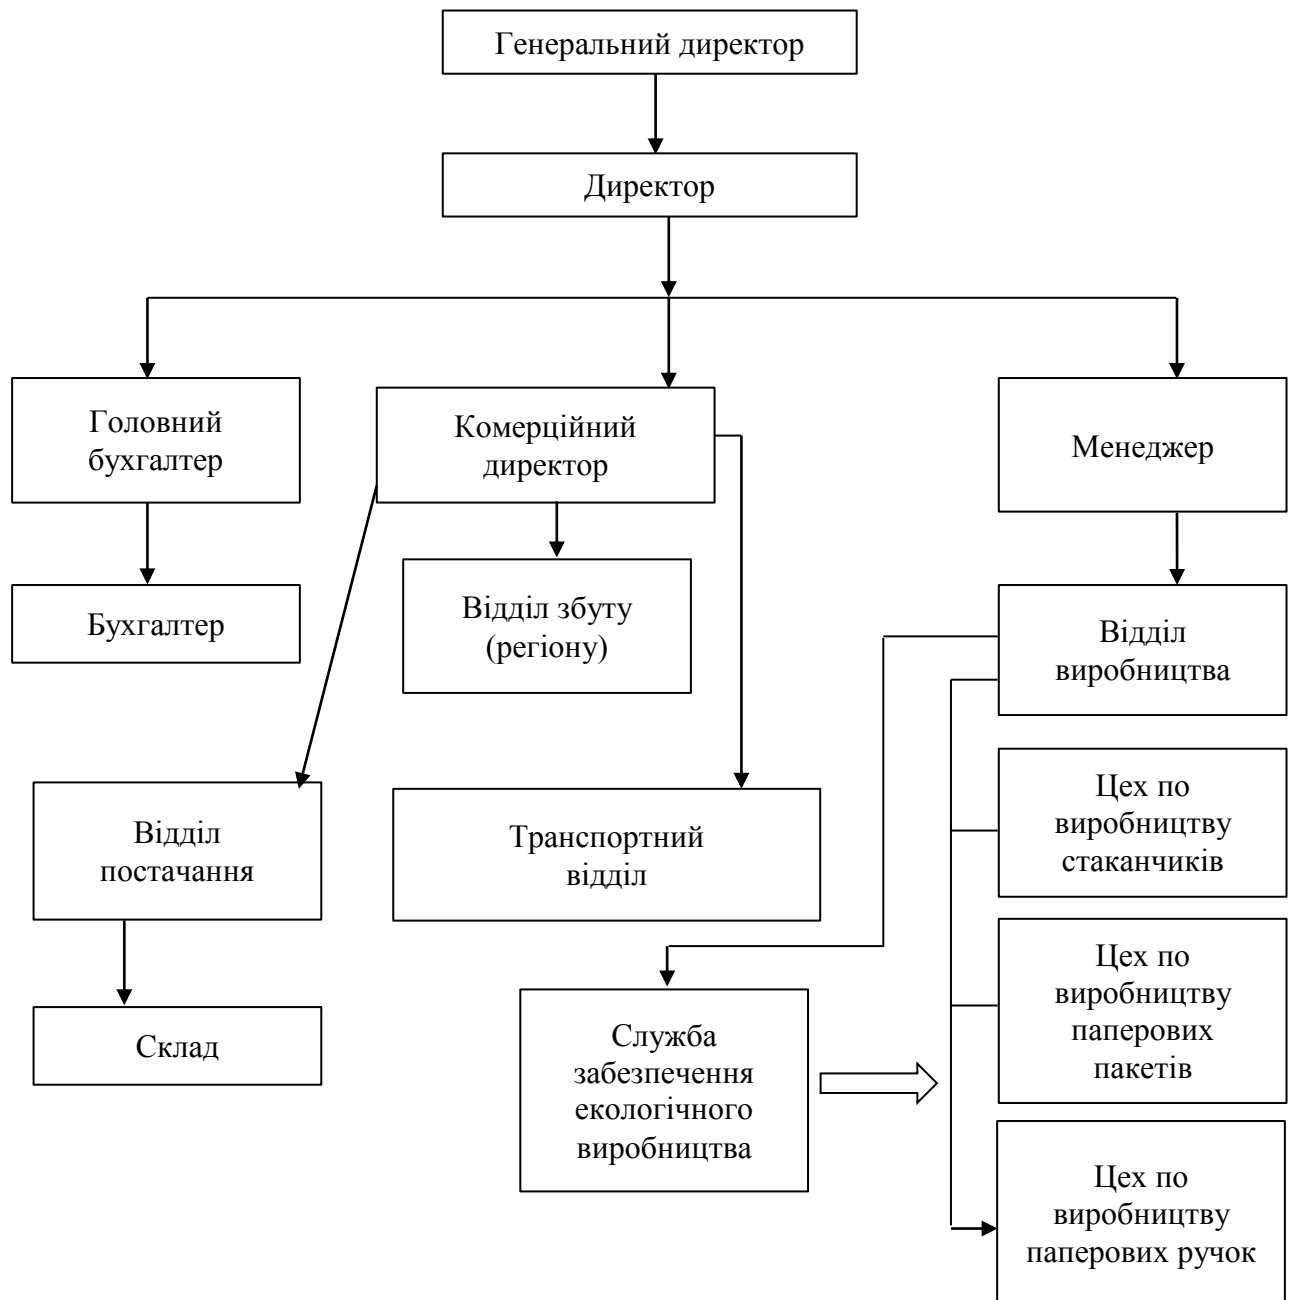 Генеральний директор
Директор
Головний
бухгалтер
Комерційний
директор
Менеджер
Бухгалтер
Відділ збуту
(регіону)
Відділ
виробництва
Відділ
постачання
Транспортний
відділ
Цех по
виробництву
стаканчиків
Склад
Служба
забезпечення
екологічного
виробництва
Цех по
виробництву
паперових
пакетів
Цех по
виробництву
паперових ручок